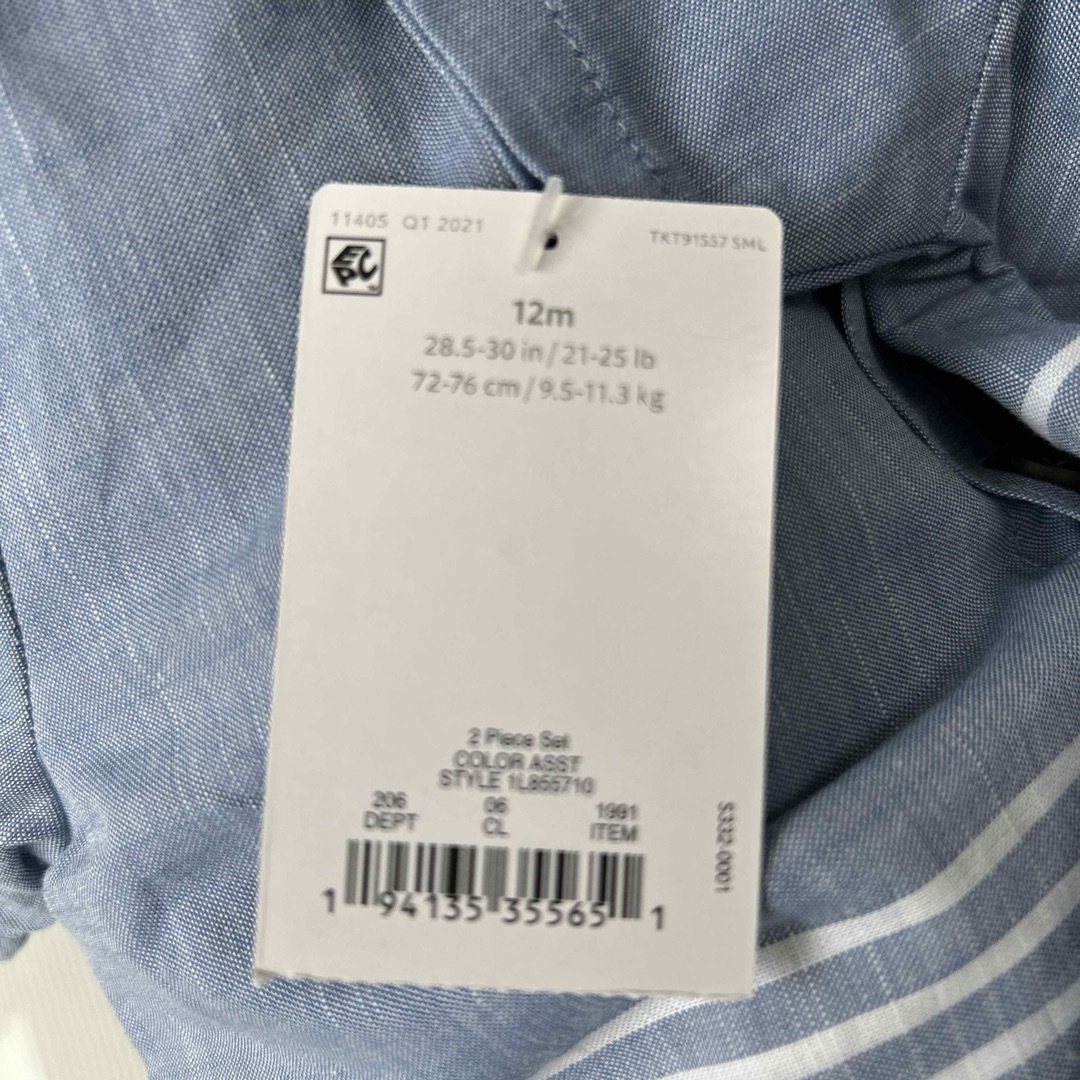 11405 Q1 2021
TKT91557 SML
EPC
12m
28.5-30 in / 21-25 lb
72-76 cm / 9.5-11.3 kg
2 Piece Set
COLOR ASST
STYLE 1L855710
206 06 1991
DEPT CL ITEM
S332-0001
1 94135 35565 1